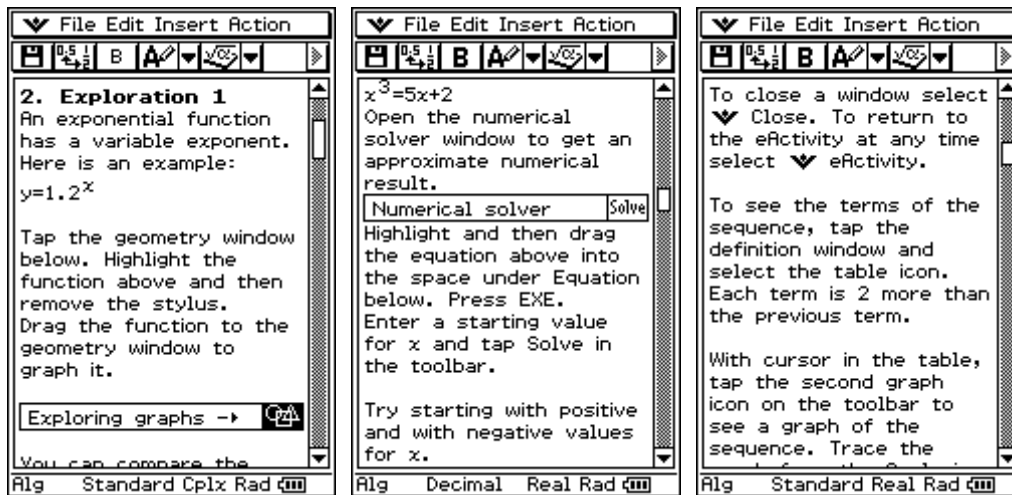 File Edit Insert Action
B
2. Exploration 1
An exponential function
has a variable exponent.
Here is an example:
y=1.2^x
Tap the geometry window
below. Highlight the
function above and then
remove the stylus.
Drag the function to the
geometry window to
graph it.
Exploring graphs →
You can compare the
Alg Standard Cplx Rad
File Edit Insert Action
B
x^3=5x+2
Open the numerical
solver window to get an
approximate numerical
result.
Numerical solver Solve
Highlight and then drag
the equation above into
the space under Equation
below. Press EXE.
Enter a starting value
for x and tap Solve in
the toolbar.
Try starting with positive
and with negative values
for x.
Alg Decimal Real Rad
File Edit Insert Action
B
To close a window select
Close. To return to
the eActivity at any time
select eActivity.
To see the terms of the
sequence, tap the
definition window and
select the table icon.
Each term is 2 more than
the previous term.
With cursor in the table,
tap the second graph
icon on the toolbar to
see a graph of the
sequence. Trace the
Alg Standard Real Rad